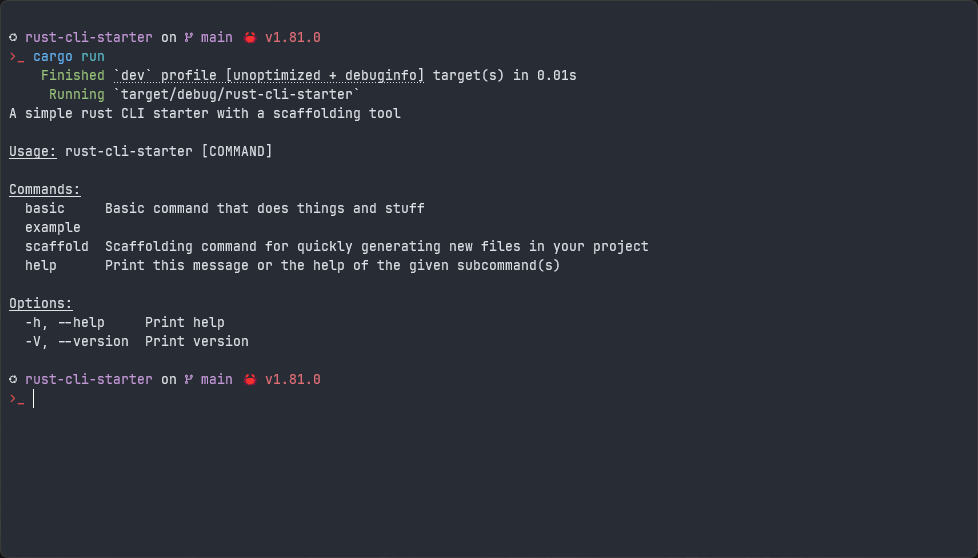 rust-cli-starter on main 🦀 v1.81.0
>_ cargo run
    Finished `dev` profile [unoptimized + debuginfo] target(s) in 0.01s
     Running `target/debug/rust-cli-starter`
A simple rust CLI starter with a scaffolding tool
Usage: rust-cli-starter [COMMAND]
Commands:
  basic     Basic command that does things and stuff
  example
  scaffold  Scaffolding command for quickly generating new files in your project
  help      Print this message or the help of the given subcommand(s)
Options:
  -h, --help     Print help
  -V, --version  Print version
rust-cli-starter on main 🦀 v1.81.0
>_